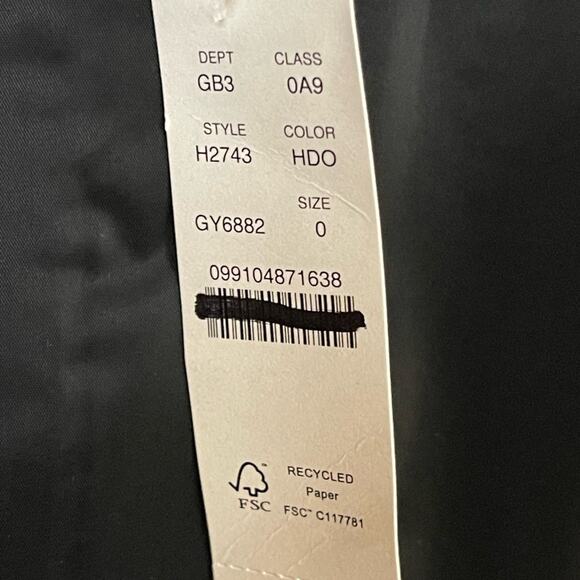 DEPT CLASS
GB3 0A9
STYLE COLOR
H2743 HDO
SIZE
GY6882 0
099104871638
RECYCLED
Paper
FSC™ C117781
FSC